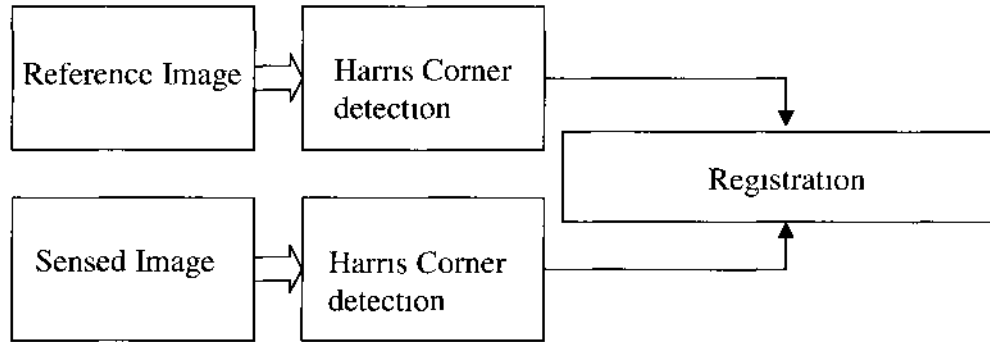 Reference Image
Harris Corner
detection
Registration
Sensed Image
Harris Corner
detection